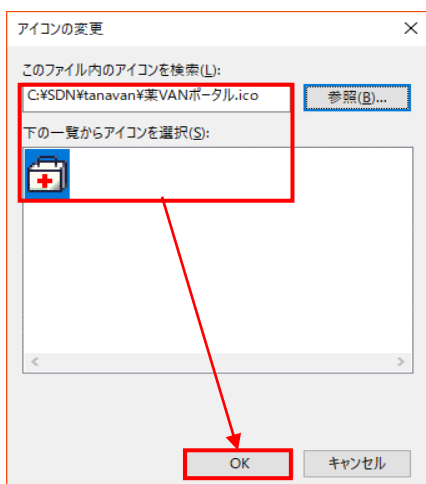 アイコンの変更
このファイル内のアイコンを検索(L):
C:¥SDN¥tanavan¥薬VANポータル.ico
参照(B)...
下の一覧からアイコンを選択(S):
OK
キャンセル